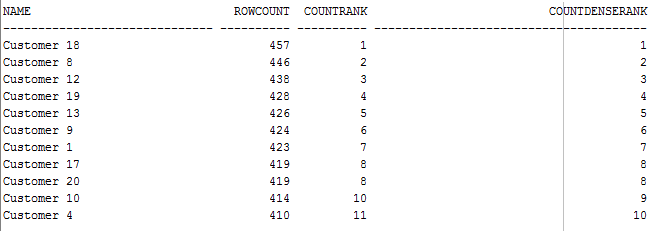 NAME ROWCOUNT COUNTRANK COUNTDENSERANK
------------------------------ ---------- ---------- ---------------------------------------
Customer 18 457 1 1
Customer 8 446 2 2
Customer 12 438 3 3
Customer 19 428 4 4
Customer 13 426 5 5
Customer 9 424 6 6
Customer 1 423 7 7
Customer 17 419 8 8
Customer 20 419 8 8
Customer 10 414 10 9
Customer 4 410 11 10